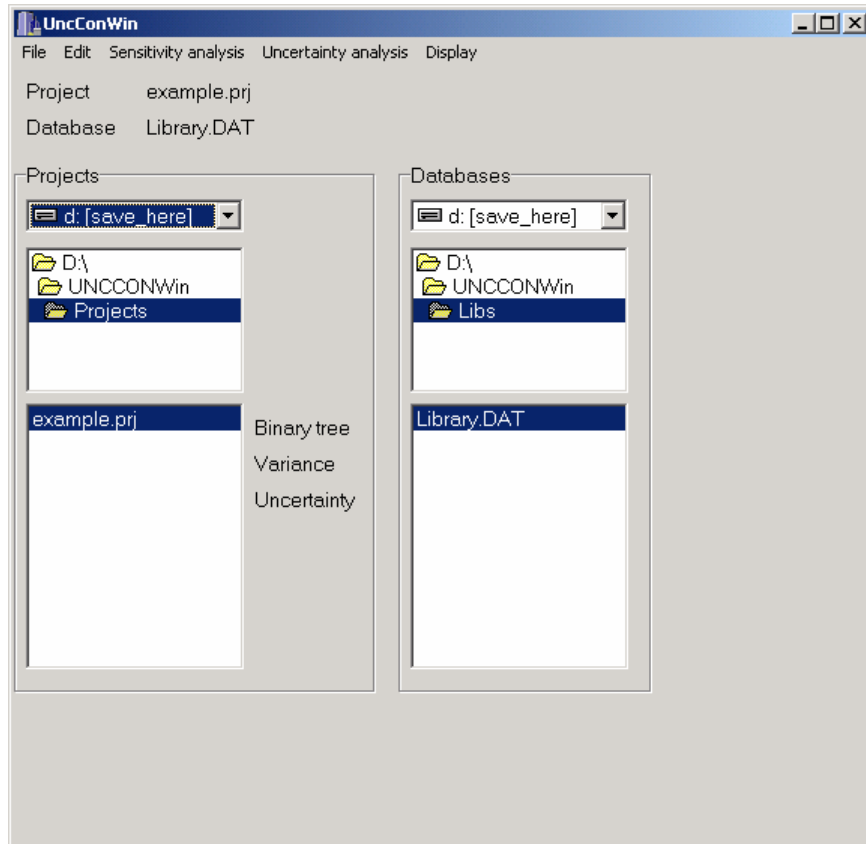 UncConWin
File Edit Sensitivity analysis Uncertainty analysis Display
Project example.prj
Database Library.DAT
Projects
d: [save_here]
D:\
UNCCONWin
Projects
example.prj
Binary tree
Variance
Uncertainty
Databases
d: [save_here]
D:\
UNCCONWin
Libs
Library.DAT